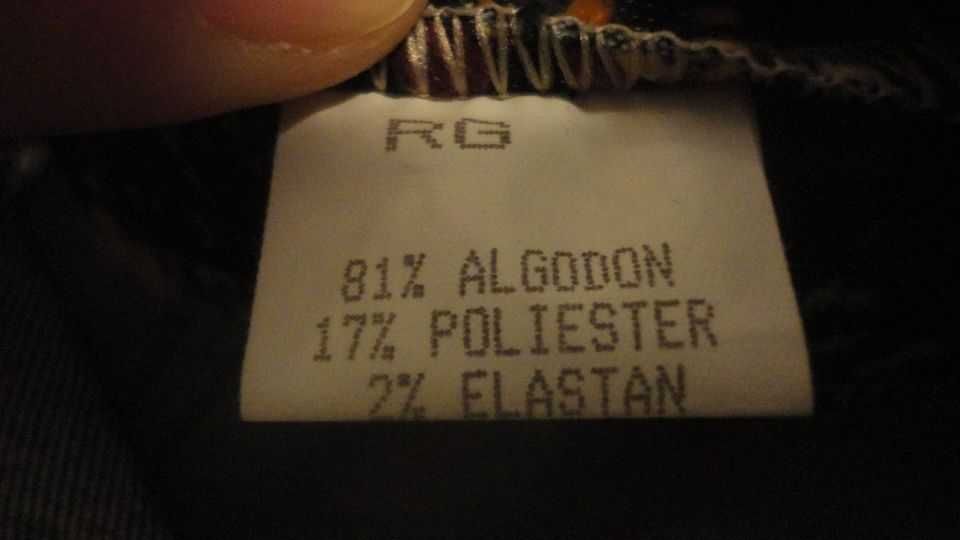 RG
81% ALGODON
17% POLIESTER
2% ELASTAN